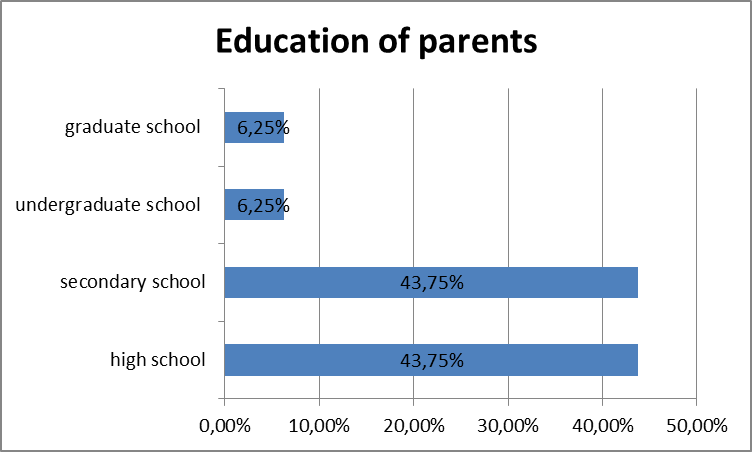 Education of parents
graduate school
6,25%
undergraduate school
6,25%
secondary school
43,75%
high school
43,75%
0,00% 10,00% 20,00% 30,00% 40,00% 50,00%